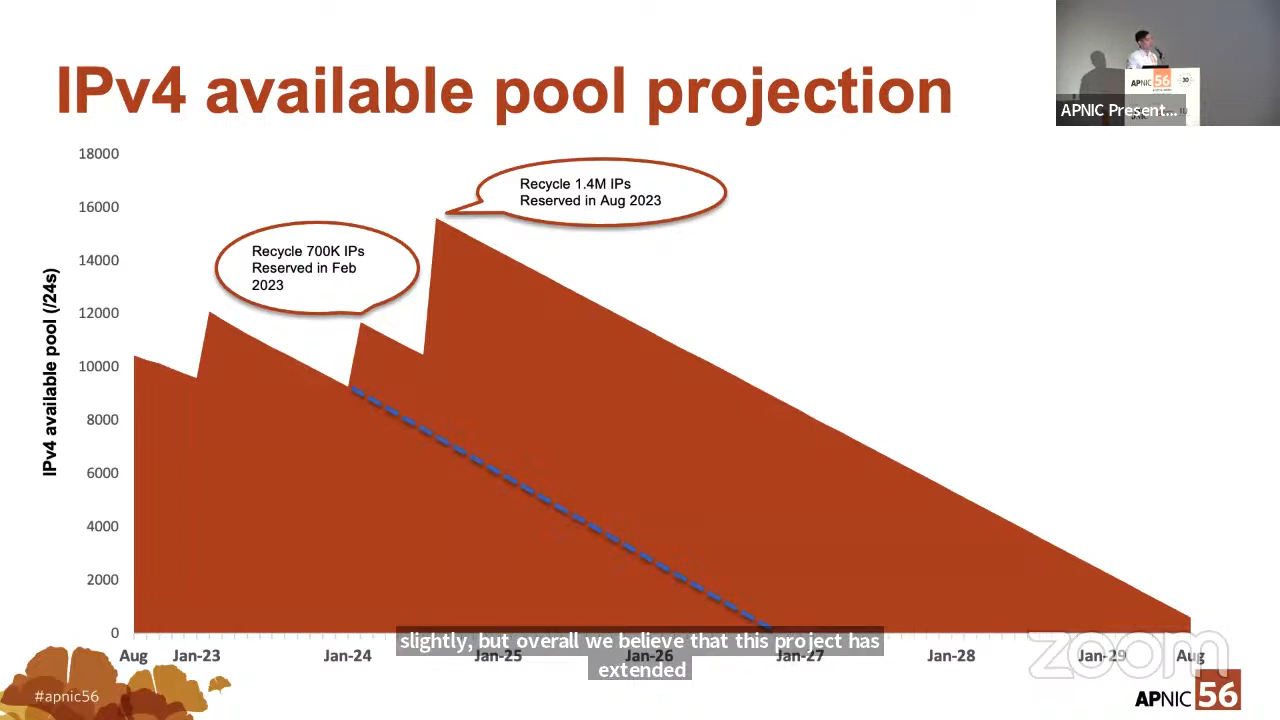 IPv4 available pool projection
APNIC 56
APNIC Present...
18000
16000
14000
12000
10000
8000
6000
4000
2000
0
IPv4 available pool (/24s)
Recycle 1.4M IPs
Reserved in Aug 2023
Recycle 700K IPs
Reserved in Feb
2023
slightly, but overall we believe that this project has
extended
Aug Jan-23 Jan-24 Jan-25 Jan-26 Jan-27 Jan-28 Jan-29 Aug
zoom
#apnic56
APNIC 56